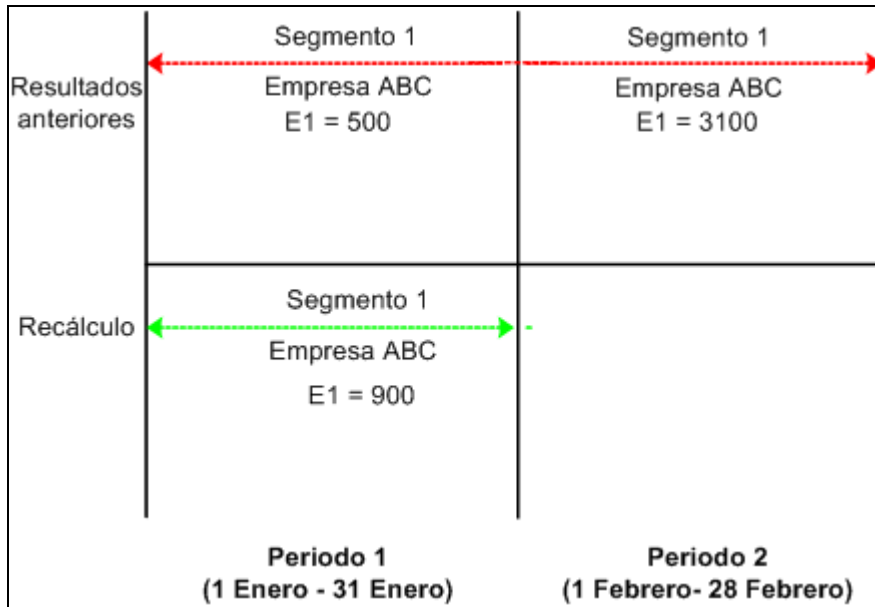 Segmento 1
Segmento 1
Resultados
anteriores
Empresa ABC
E1 = 500
Empresa ABC
E1 = 3100
Segmento 1
Recálculo
Empresa ABC
E1 = 900
Periodo 1
(1 Enero - 31 Enero)
Periodo 2
(1 Febrero- 28 Febrero)